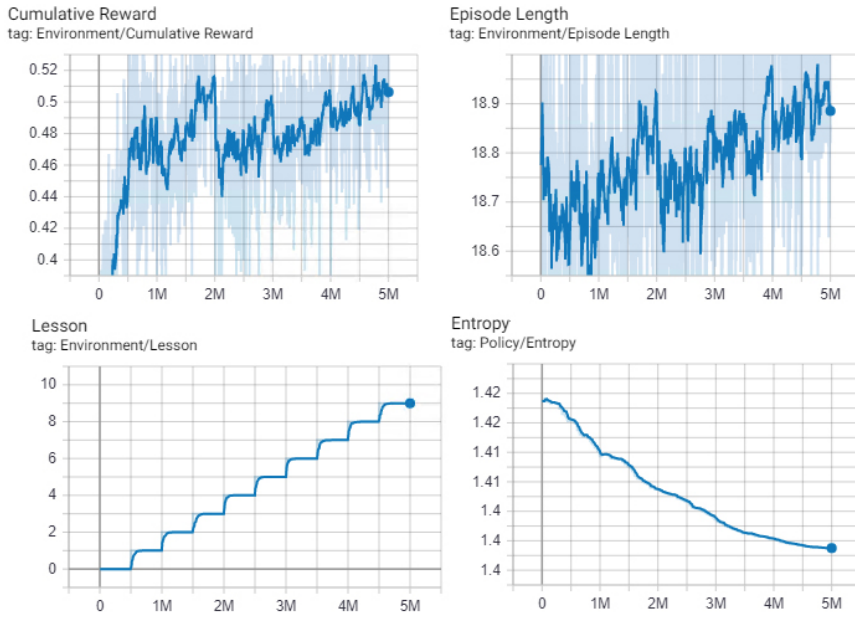 Cumulative Reward
tag: Environment/Cumulative Reward
0.52
0.5
0.48
0.46
0.44
0.42
0.4
0 1M 2M 3M 4M 5M
Episode Length
tag: Environment/Episode Length
18.9
18.8
18.7
18.6
0 1M 2M 3M 4M 5M
Lesson
tag: Environment/Lesson
10
8
6
4
2
0
0 1M 2M 3M 4M 5M
Entropy
tag: Policy/Entropy
1.42
1.42
1.41
1.41
1.4
1.4
1.4
0 1M 2M 3M 4M 5M